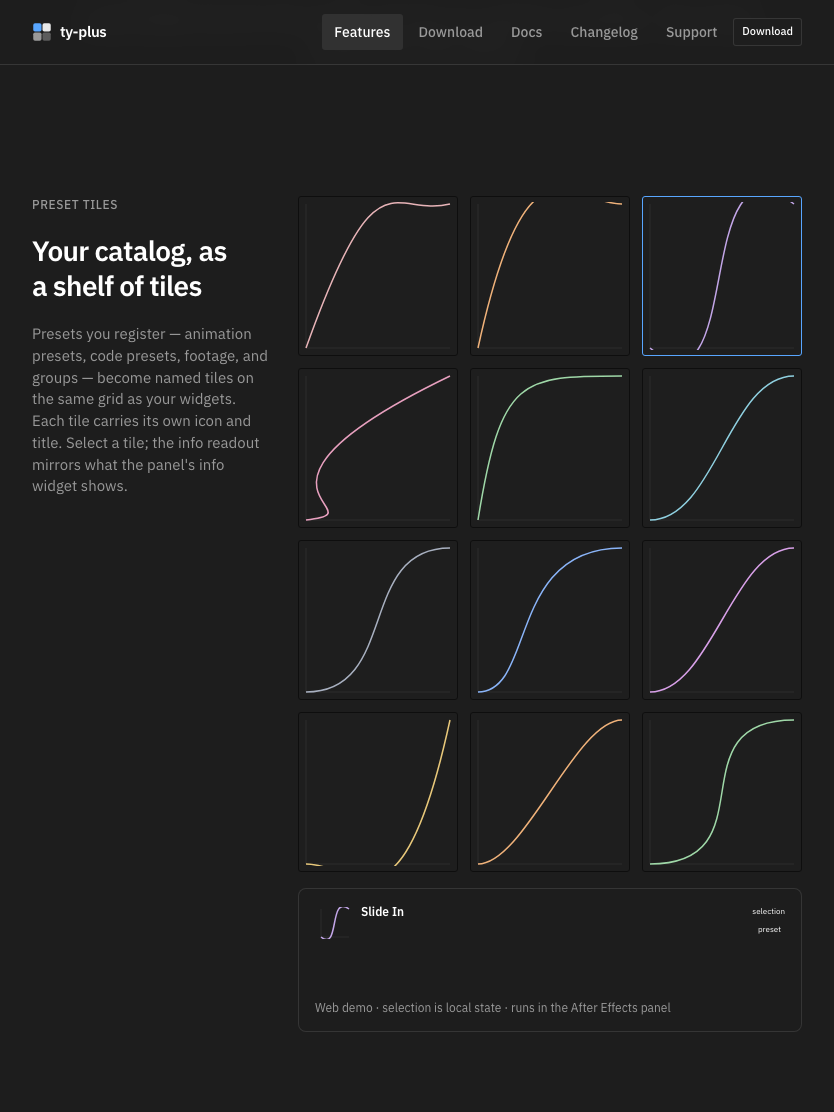 ty-plus
Features
Download
Docs
Changelog
Support
Download
PRESET TILES
Your catalog, as
a shelf of tiles
Presets you register — animation
presets, code presets, footage, and
groups — become named tiles on
the same grid as your widgets.
Each tile carries its own icon and
title. Select a tile; the info readout
mirrors what the panel's info
widget shows.
Slide In
selection
preset
Web demo · selection is local state · runs in the After Effects panel